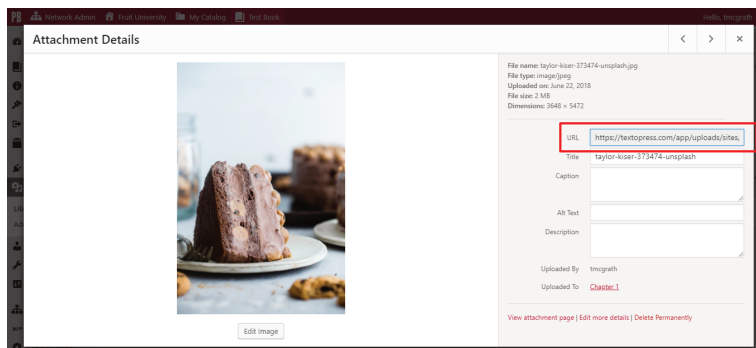 PB Network Admin Fruit University My Catalog Test Book Hello, tmcgrath
Attachment Details
File name: taylor-kiser-373474-unsplash.jpg
File type: image/jpeg
Uploaded on: June 22, 2018
File size: 2 MB
Dimensions: 3648 × 5472
URL https://textopress.com/app/uploads/sites,
Title taylor-kiser-373474-unsplash
Caption
Alt Text
Description
Uploaded By tmcgrath
Uploaded To Chapter 1
View attachment page | Edit more details | Delete Permanently
Edit Image
Lib
Ad